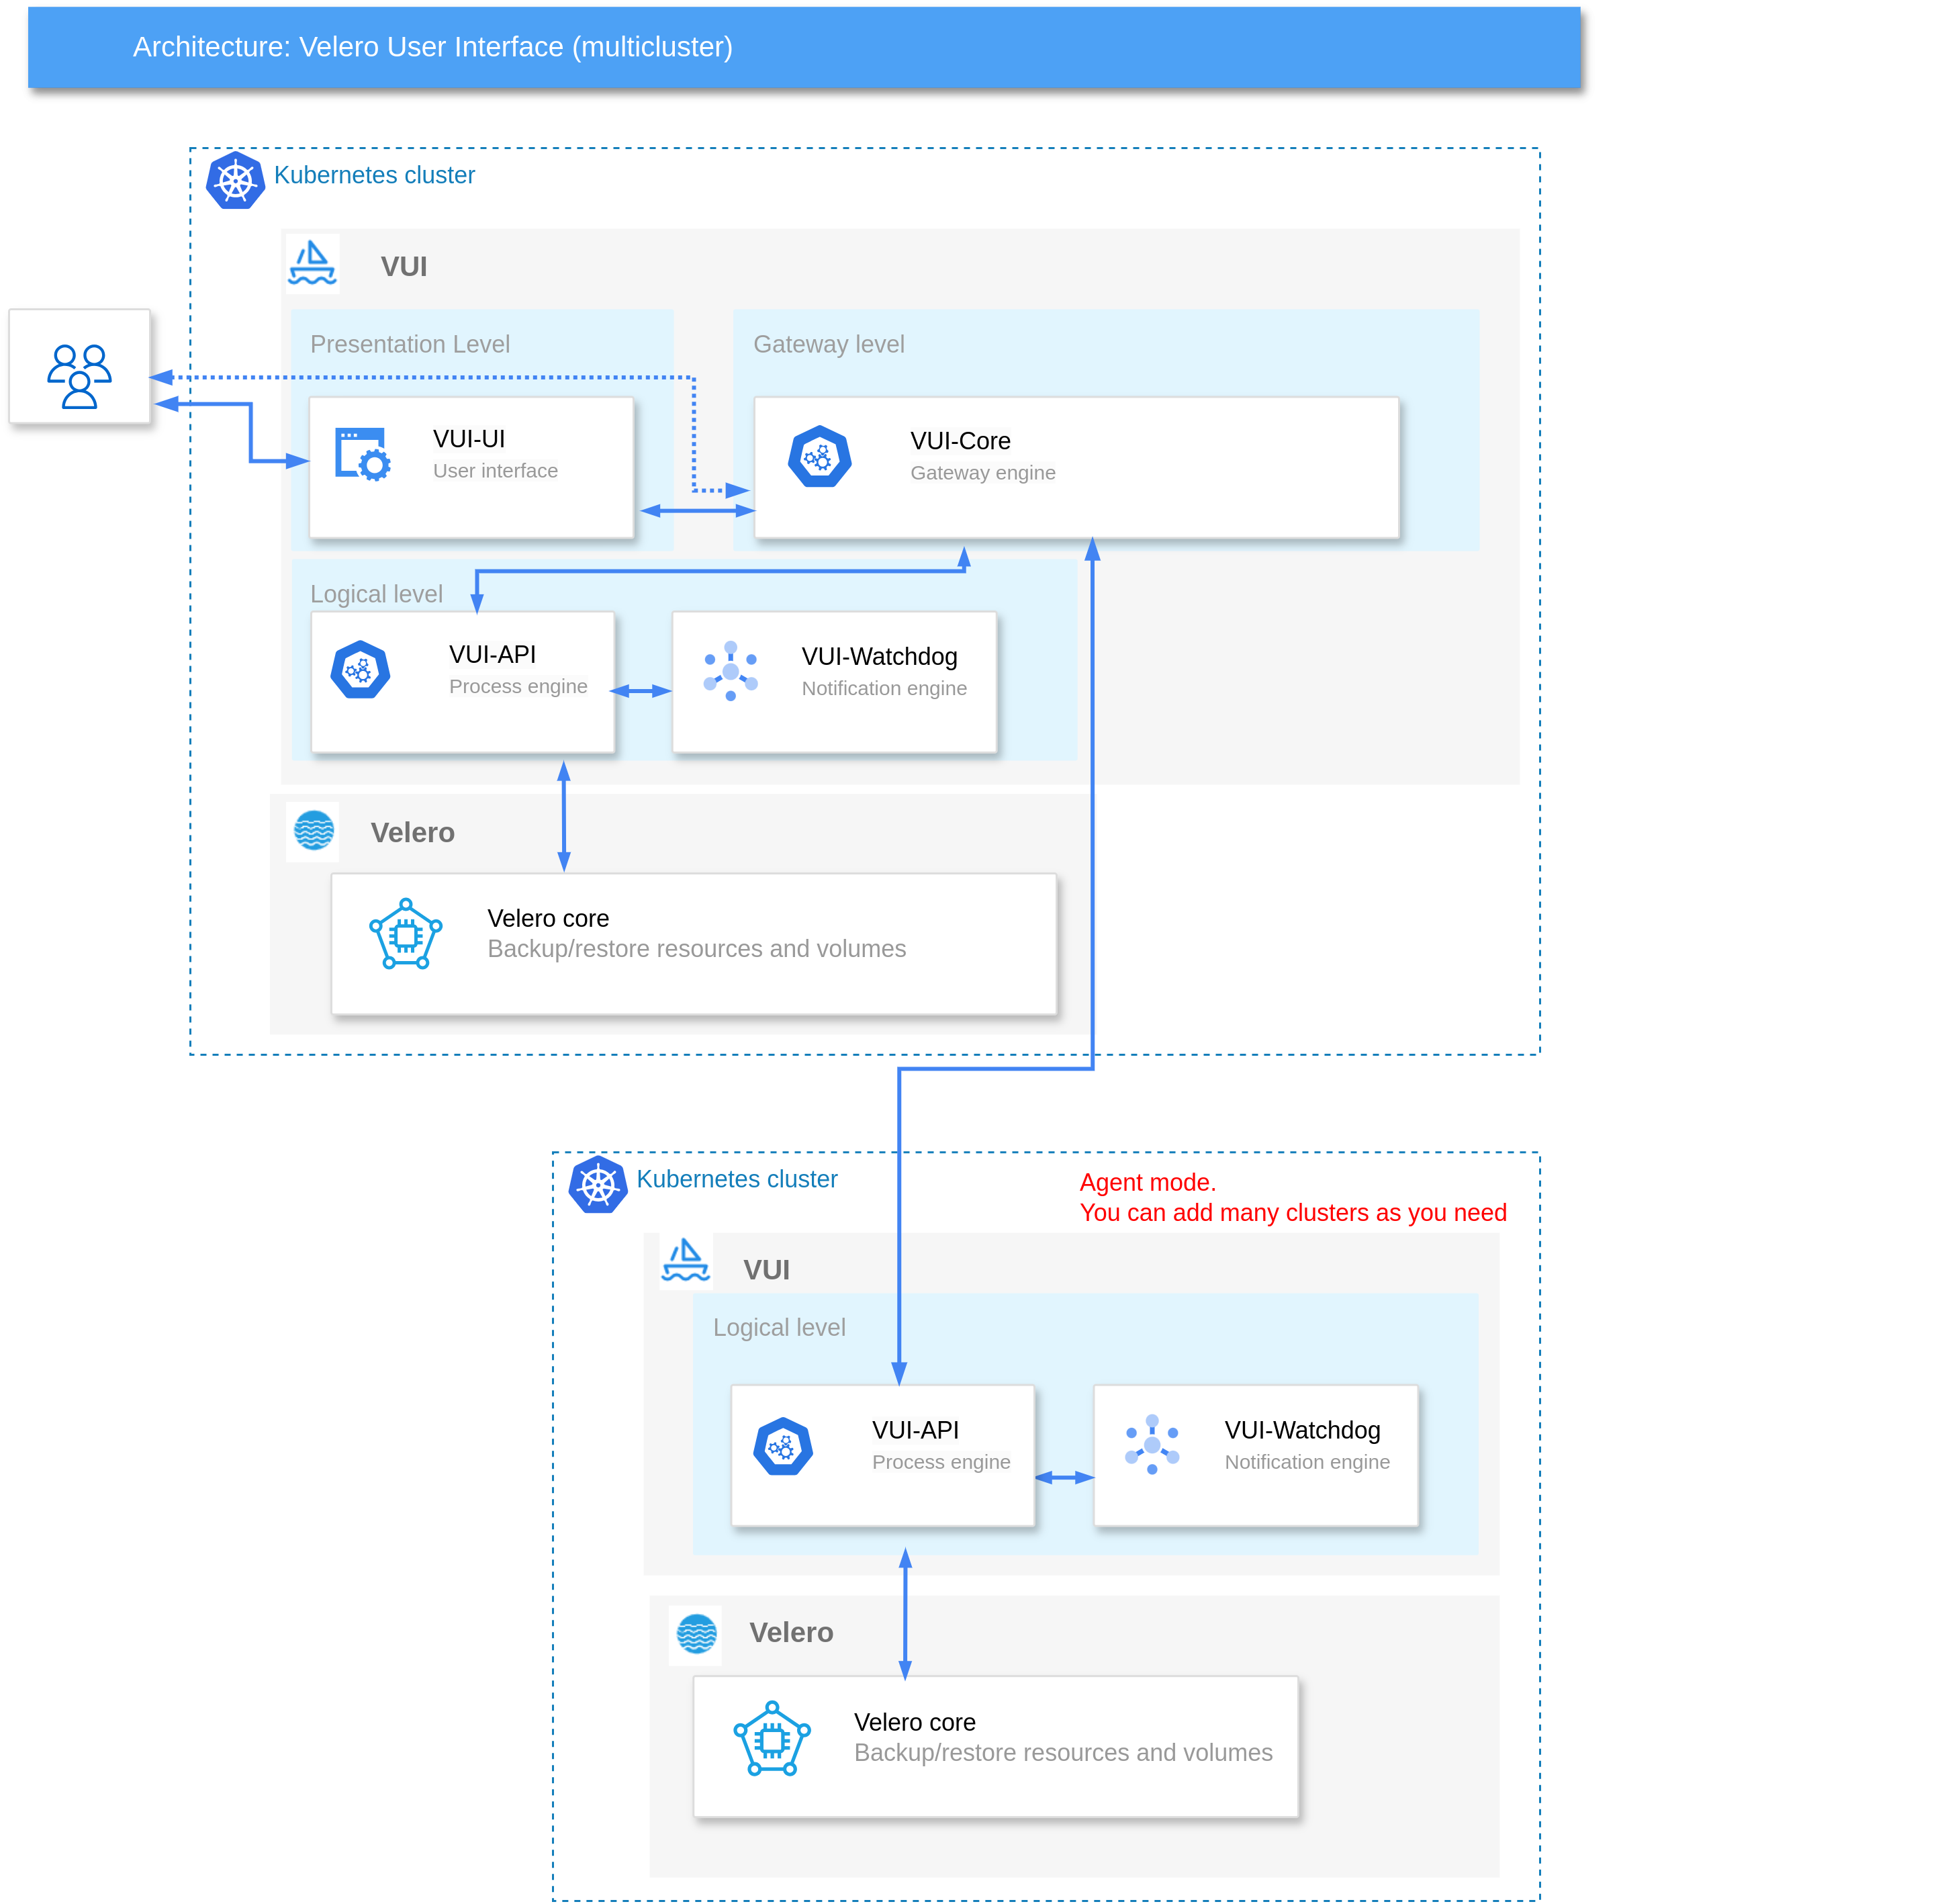 Architecture: Velero User Interface (multicluster)
Kubernetes cluster
VUI
Presentation Level
Gateway level
VUI-UI
User interface
VUI-Core
Gateway engine
Logical level
VUI-API
Process engine
VUI-Watchdog
Notification engine
Velero
Velero core
Backup/restore resources and volumes
Kubernetes cluster
Agent mode.
You can add many clusters as you need
VUI
Logical level
VUI-API
Process engine
VUI-Watchdog
Notification engine
Velero
Velero core
Backup/restore resources and volumes